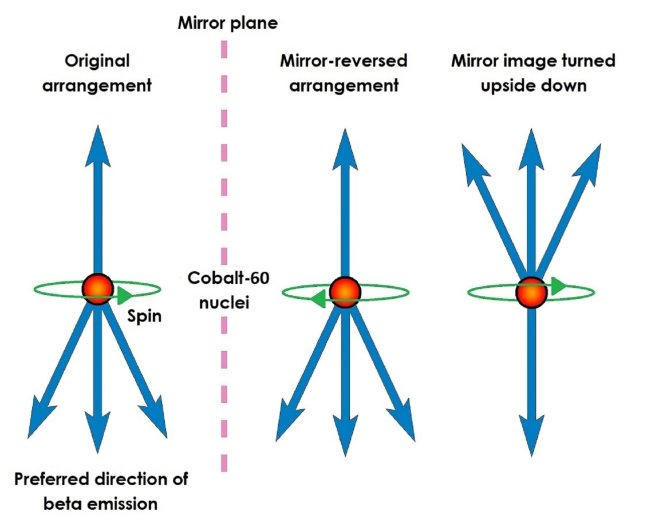 Mirror plane
Original
arrangement
Mirror-reversed
arrangement
Mirror image turned
upside down
Cobalt-60
nuclei
Spin
Preferred direction of
beta emission